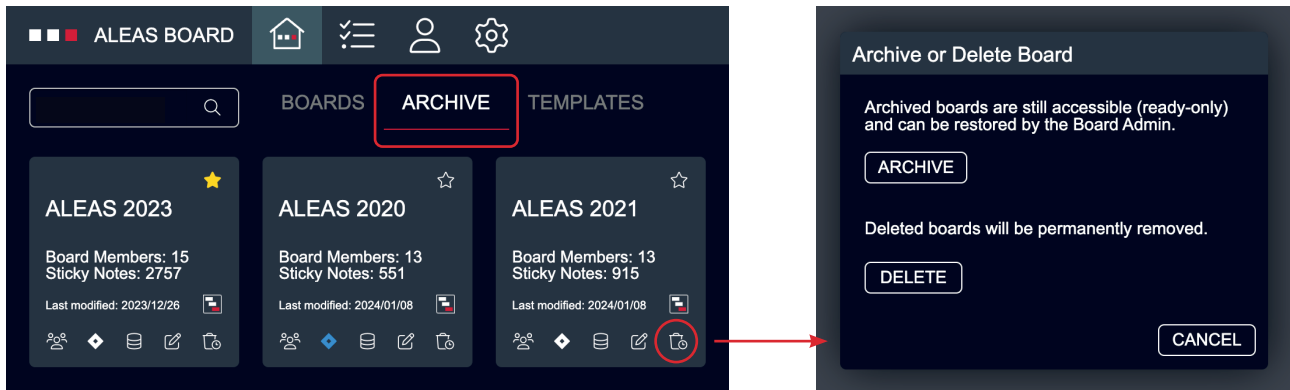 ALEAS BOARD
BOARDS ARCHIVE TEMPLATES
ALEAS 2023
Board Members: 15
Sticky Notes: 2757
Last modified: 2023/12/26
ALEAS 2020
Board Members: 13
Sticky Notes: 551
Last modified: 2024/01/08
ALEAS 2021
Board Members: 13
Sticky Notes: 915
Last modified: 2024/01/08
Archive or Delete Board
Archived boards are still accessible (ready-only)
and can be restored by the Board Admin.
ARCHIVE
Deleted boards will be permanently removed.
DELETE
CANCEL